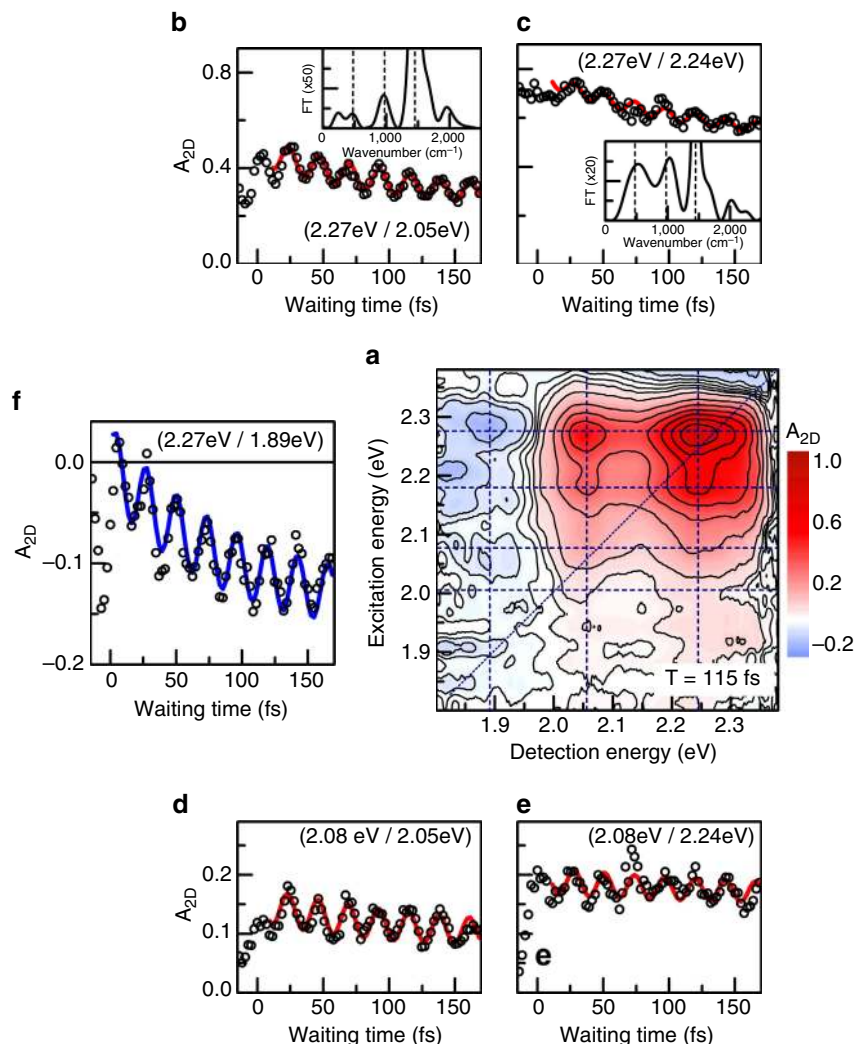 b
0.8
0.4
0.0
A2D
FT (x50)
0 1,000 2,000
Wavenumber (cm⁻¹)
(2.27eV / 2.05eV)
0 50 100 150
Waiting time (fs)
c
(2.27eV / 2.24eV)
FT (x20)
0 1,000 2,000
Wavenumber (cm⁻¹)
0 50 100 150
Waiting time (fs)
f
0.0
−0.1
−0.2
A2D
(2.27eV / 1.89eV)
0 50 100 150
Waiting time (fs)
a
2.3
2.2
2.1
2.0
1.9
Excitation energy (eV)
T = 115 fs
1.9 2.0 2.1 2.2 2.3
Detection energy (eV)
A2D
1.0
0.6
0.2
−0.2
d
(2.08 eV / 2.05eV)
0.2
0.1
0.0
A2D
0 50 100 150
Waiting time (fs)
e
(2.08eV / 2.24eV)
e
0 50 100 150
Waiting time (fs)